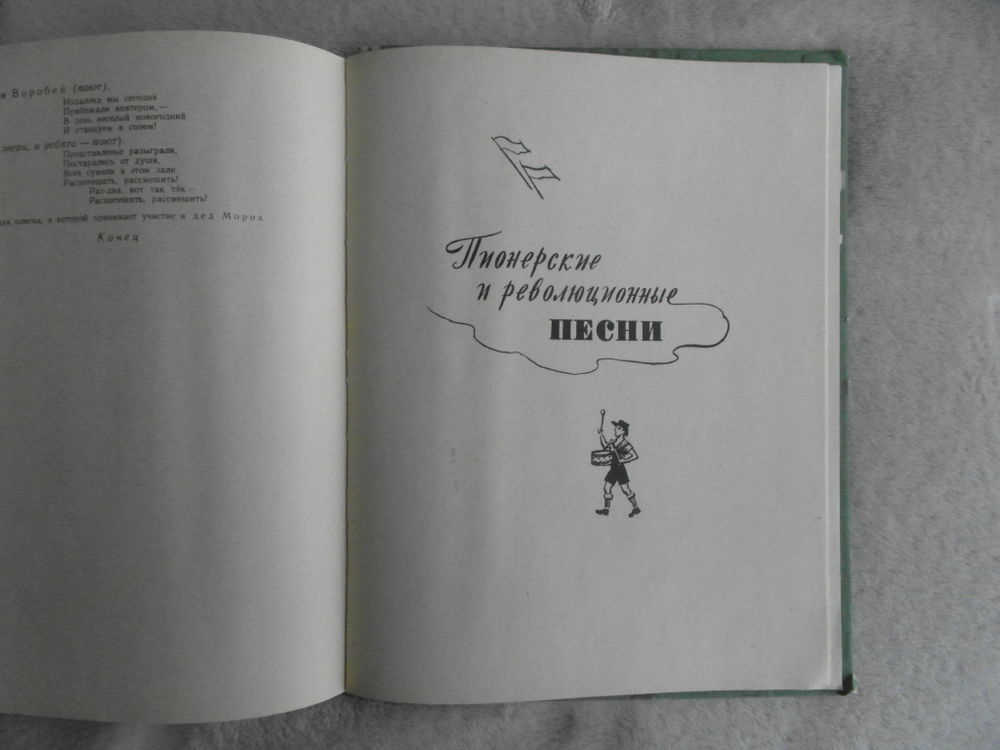 и Воробей (поют).
Издалека мы сегодня
Прибежали вчетвером,—
В день веселый новогодний
И станцуем и споем!
звери, а ребята — поют).
Представленье разыграли,
Постарались от души,
Всех сумели в этом зале
Распотешить, рассмешить!
Раз-два, вот так так —
Распотешить, рассмешить!
пляска, в которой принимает участие и дед Мороз.
Конец
Пионерские
и революционные
ПЕСНИ